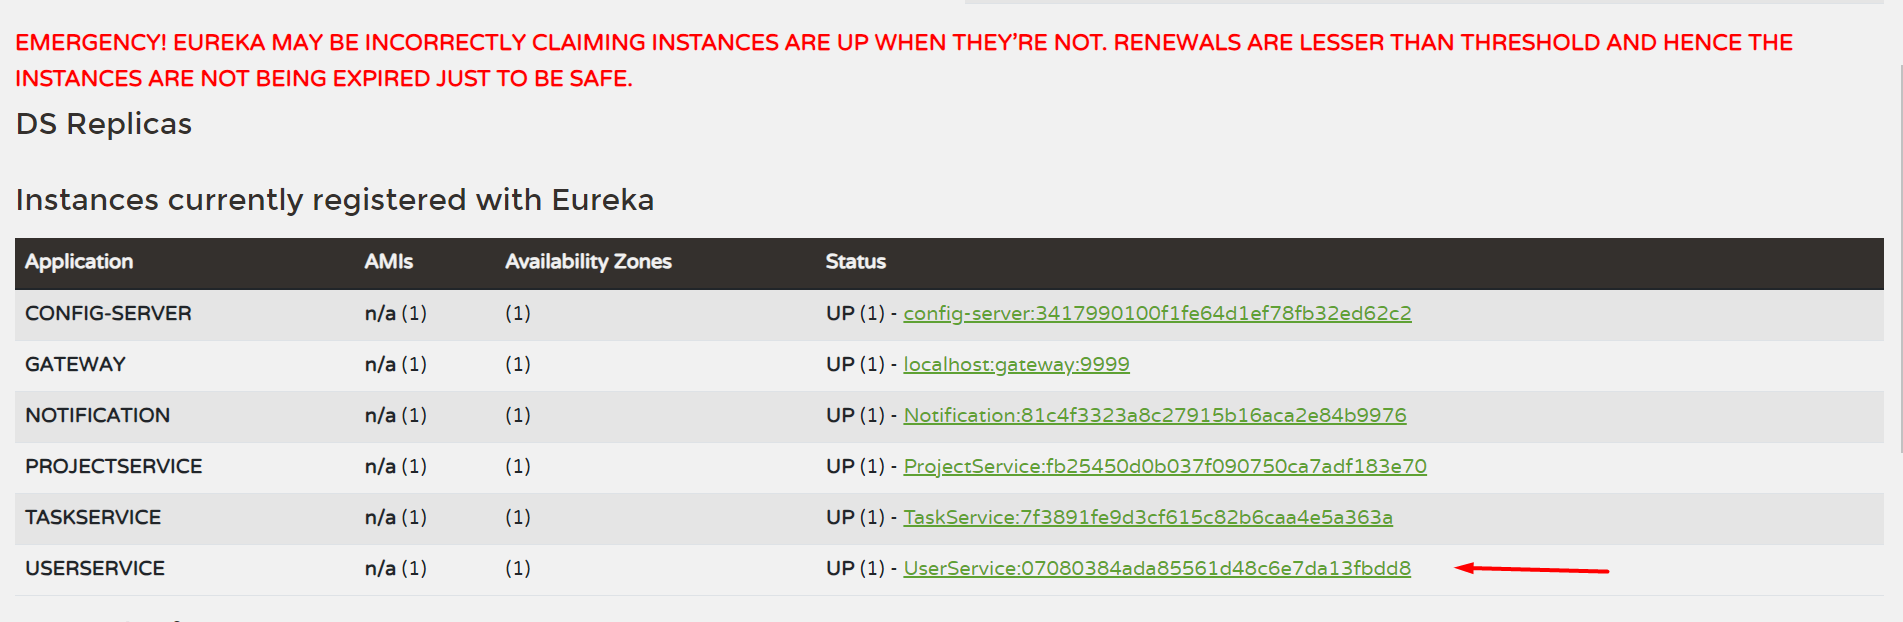 EMERGENCY! EUREKA MAY BE INCORRECTLY CLAIMING INSTANCES ARE UP WHEN THEY’RE NOT. RENEWALS ARE LESSER THAN THRESHOLD AND HENCE THE
INSTANCES ARE NOT BEING EXPIRED JUST TO BE SAFE.
DS Replicas
Instances currently registered with Eureka
Application AMIs Availability Zones Status
CONFIG-SERVER n/a (1) (1) UP (1) - config-server:3417990100f1fe64d1ef78fb32ed62c2
GATEWAY n/a (1) (1) UP (1) - localhost:gateway:9999
NOTIFICATION n/a (1) (1) UP (1) - Notification:81c4f3323a8c27915b16aca2e84b9976
PROJECTSERVICE n/a (1) (1) UP (1) - ProjectService:fb25450d0b037f090750ca7adf183e70
TASKSERVICE n/a (1) (1) UP (1) - TaskService:7f3891fe9d3cf615c82b6caa4e5a363a
USERSERVICE n/a (1) (1) UP (1) - UserService:07080384ada85561d48c6e7da13fbdd8